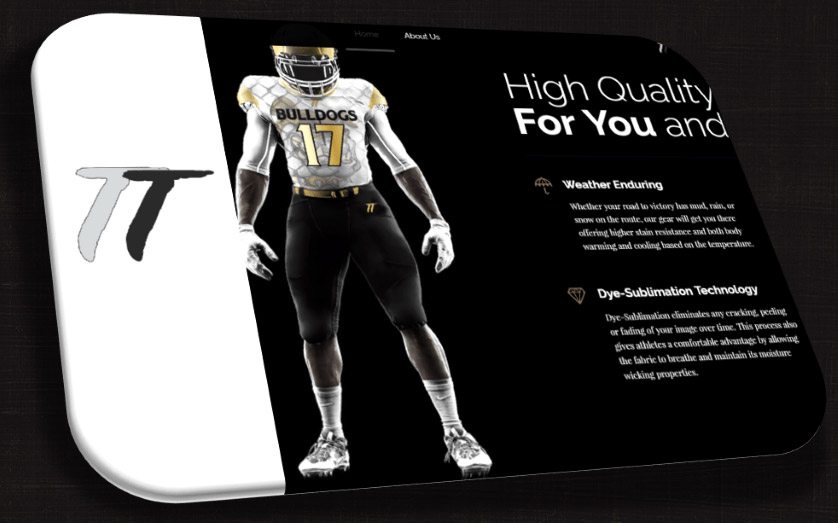 Home About Us
TT
BULLDOGS
17
TT
High Quality
For You and
Weather Enduring
Whether your road to victory has mud, rain, or
snow on the route, our gear will get you there
offering higher stain resistance and both body
warming and cooling based on the temperature.
Dye-Sublimation Technology
Dye-Sublimation eliminates any cracking, peeling
or fading of your image over time. This process also
gives athletes a comfortable advantage by allowing
the fabric to breathe and maintain its moisture
wicking properties.